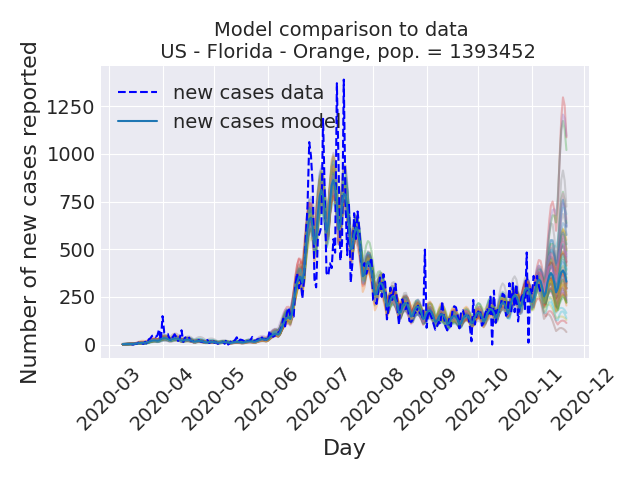 Model comparison to data
US - Florida - Orange, pop. = 1393452
new cases data
new cases model
Number of new cases reported
1250
1000
750
500
250
0
2020-03
2020-04
2020-05
2020-06
2020-07
2020-08
2020-09
2020-10
2020-11
2020-12
Day